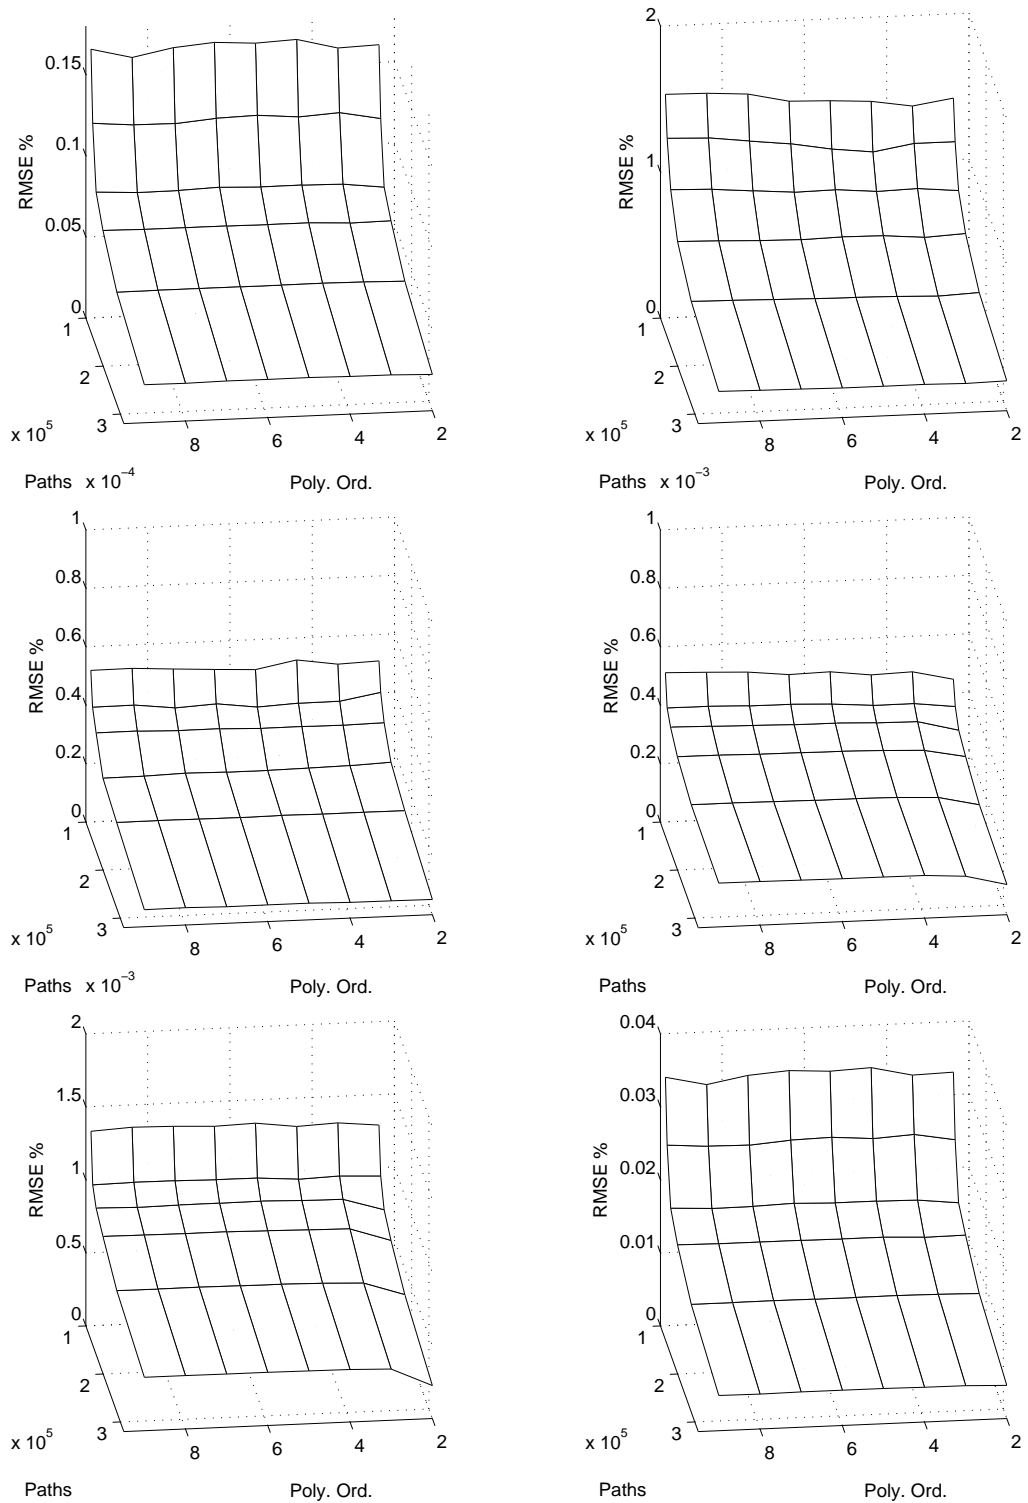 0.15
0.1
0.05
0
RMSE %
1
2
3
x 10^5
8
6
4
2
Paths
Poly. Ord.
2
1
0
RMSE %
1
2
3
x 10^5
8
6
4
2
Paths
Poly. Ord.
x 10^−4
1
0.8
0.6
0.4
0.2
0
RMSE %
1
2
3
x 10^5
8
6
4
2
Paths
Poly. Ord.
x 10^−3
1
0.8
0.6
0.4
0.2
0
RMSE %
1
2
3
x 10^5
8
6
4
2
Paths
Poly. Ord.
x 10^−3
2
1.5
1
0.5
0
RMSE %
1
2
3
x 10^5
8
6
4
2
Paths
Poly. Ord.
0.04
0.03
0.02
0.01
0
RMSE %
1
2
3
x 10^5
8
6
4
2
Paths
Poly. Ord.